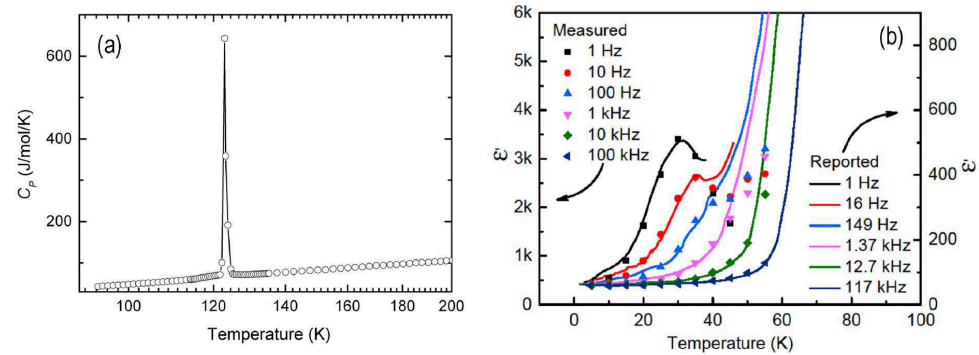 (a)
600
400
200
C_P (J/mol/K)
100
120
140
160
180
200
Temperature (K)
(b)
6k
5k
4k
3k
2k
1k
0
ε'
Measured
1 Hz
10 Hz
100 Hz
1 kHz
10 kHz
100 kHz
800
600
400
200
0
ε'
Reported
1 Hz
16 Hz
149 Hz
1.37 kHz
12.7 kHz
117 kHz
0
20
40
60
80
100
Temperature (K)